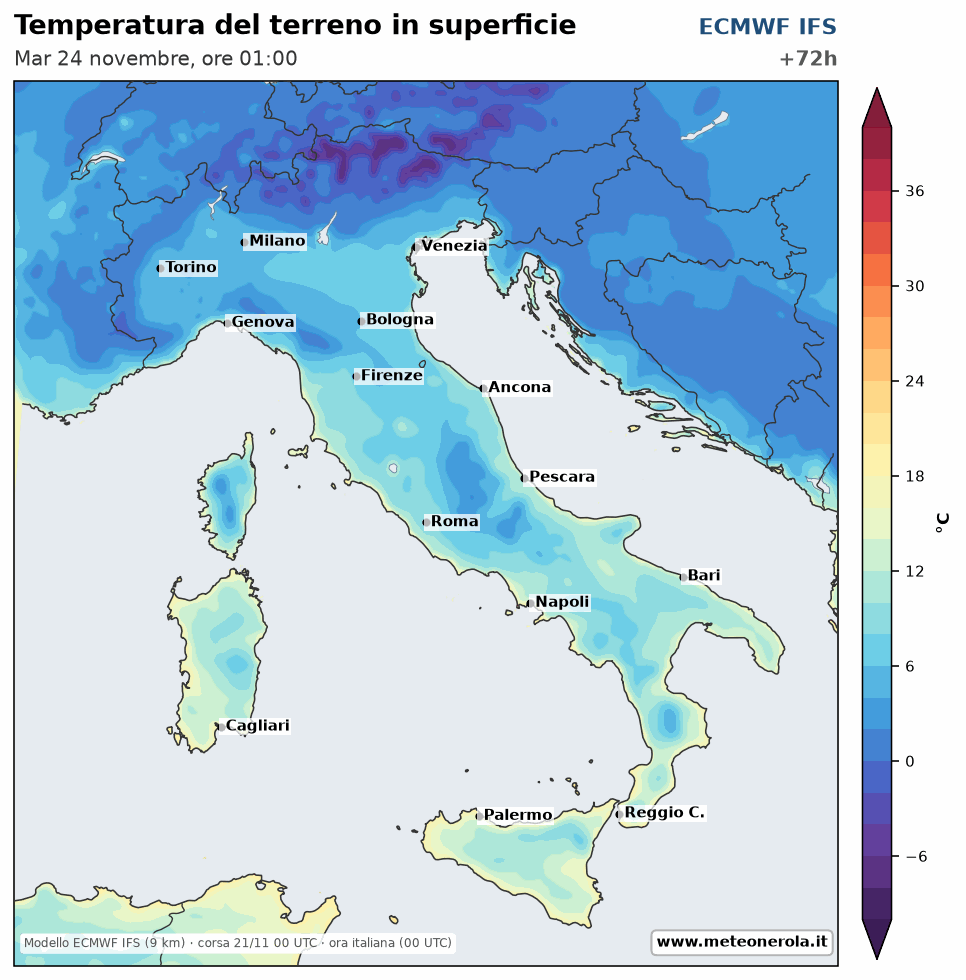 Temperatura del terreno in superficie
ECMWF IFS
Mar 24 novembre, ore 01:00
+72h
Milano
Venezia
Torino
Genova
Bologna
Firenze
Ancona
Pescara
Roma
Bari
Napoli
Cagliari
Palermo
Reggio C.
36
30
24
18
12
6
0
−6
°C
Modello ECMWF IFS (9 km) · corsa 21/11 00 UTC · ora italiana (00 UTC)
www.meteonerola.it